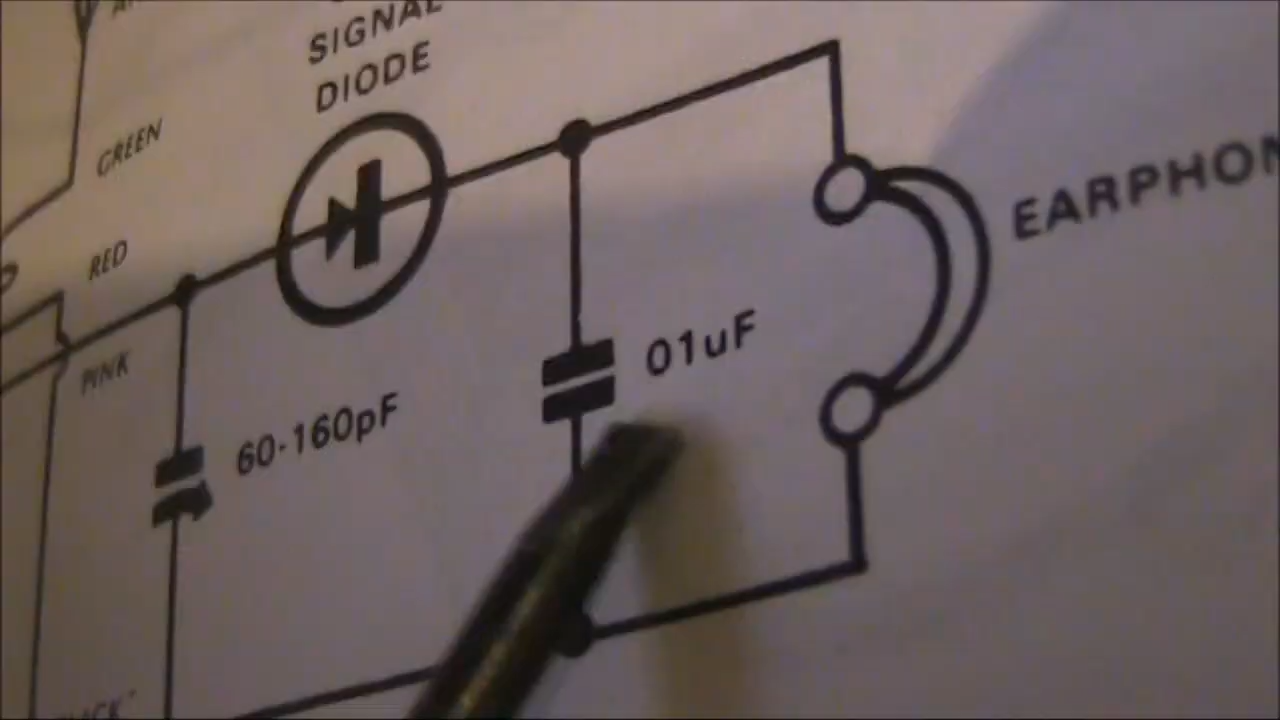 SIGNAL
DIODE
GREEN
RED
PINK
60-160pF
01uF
EARPHON